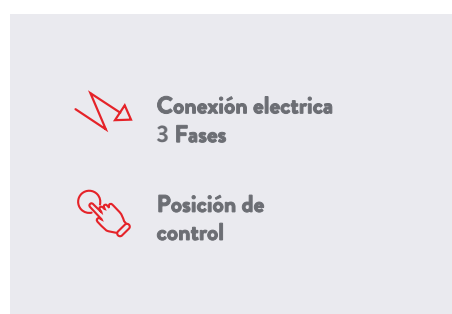 Conexión electrica
3 Fases
Posición de
control